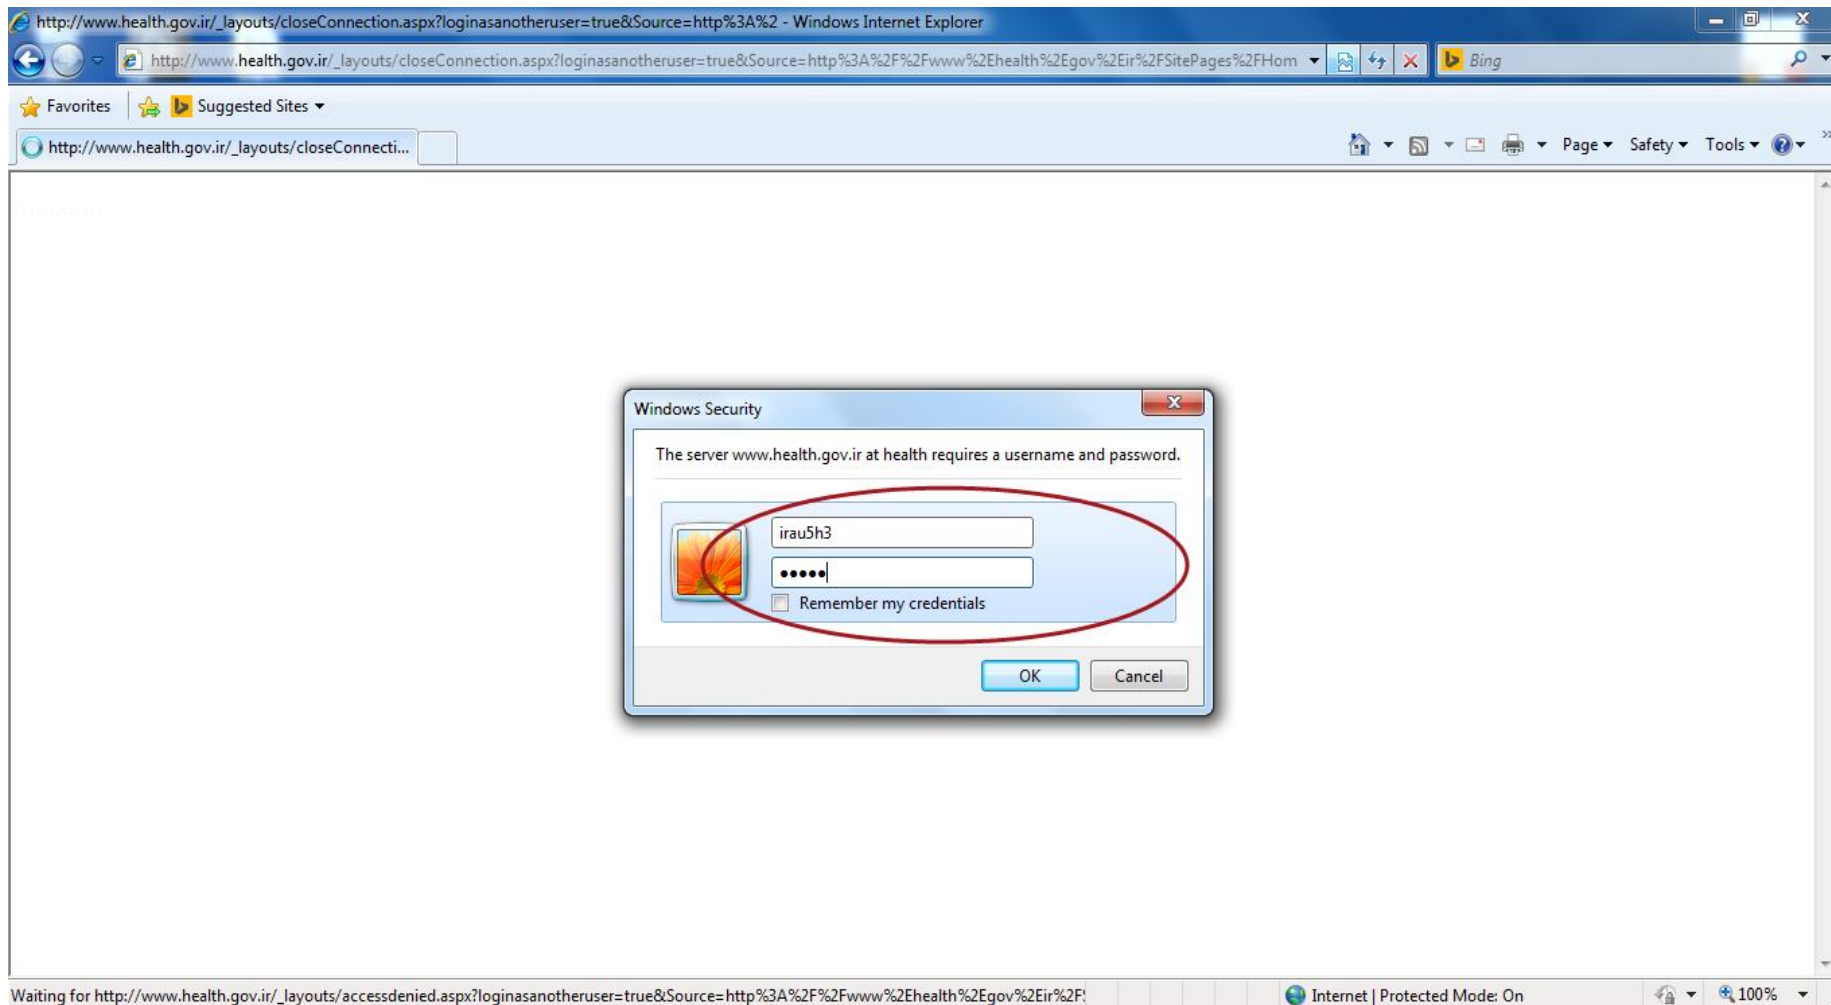 http://www.health.gov.ir/_layouts/closeConnection.aspx?loginasanotheruser=true&Source=http%3A%2 - Windows Internet Explorer
http://www.health.gov.ir/_layouts/closeConnection.aspx?loginasanotheruser=true&Source=http%3A%2F%2Fwww%2Ehealth%2Egov%2Eir%2FSitePages%2FHom
Bing
Favorites
Suggested Sites
http://www.health.gov.ir/_layouts/closeConnecti...
Page
Safety
Tools
Windows Security
The server www.health.gov.ir at health requires a username and password.
irau5h3
•••••
Remember my credentials
OK
Cancel
Waiting for http://www.health.gov.ir/_layouts/accessdenied.aspx?loginasanotheruser=true&Source=http%3A%2F%2Fwww%2Ehealth%2Egov%2Eir%2F
Internet | Protected Mode: On
100%